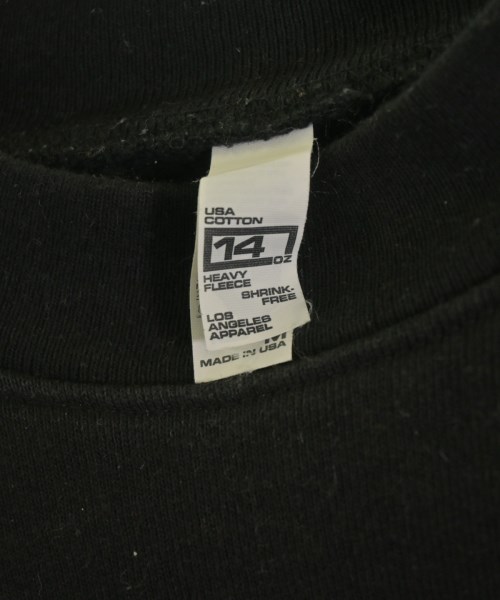 USA
COTTON
14 OZ
HEAVY
FLEECE
SHRINK-
FREE
LOS
ANGELES
APPAREL
M
MADE IN USA